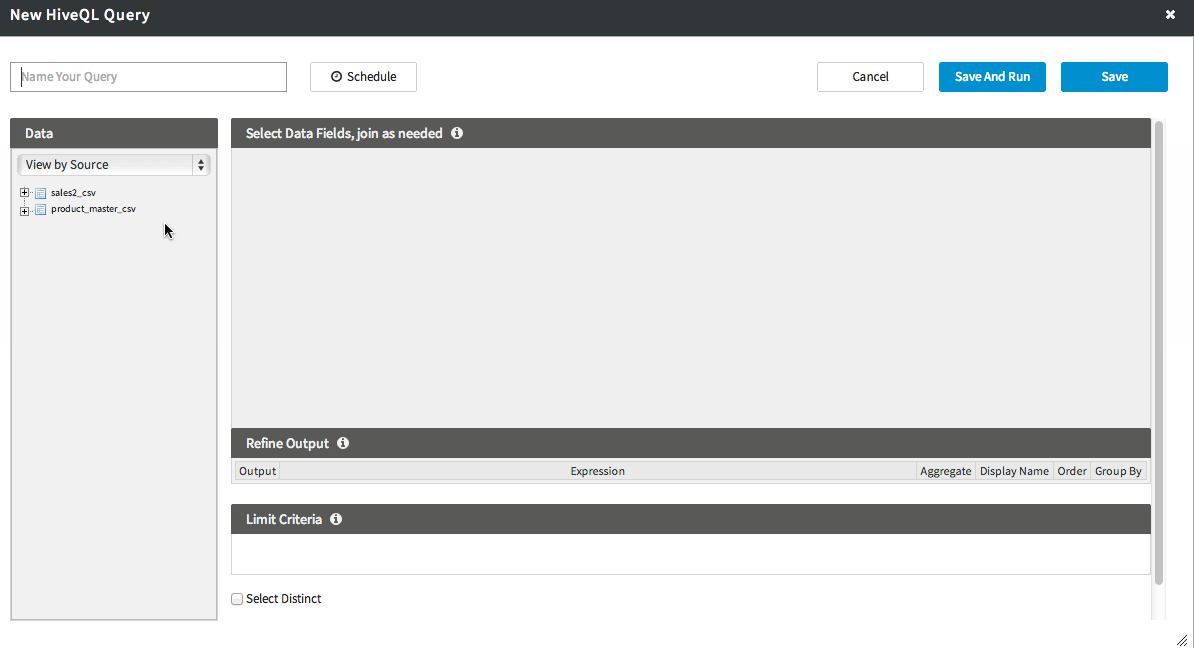 New HiveQL Query
Name Your Query
Schedule
Cancel
Save And Run
Save
Data
View by Source
sales2_csv
product_master_csv
Select Data Fields, join as needed
Refine Output
Output Expression Aggregate Display Name Order Group By
Limit Criteria
Select Distinct